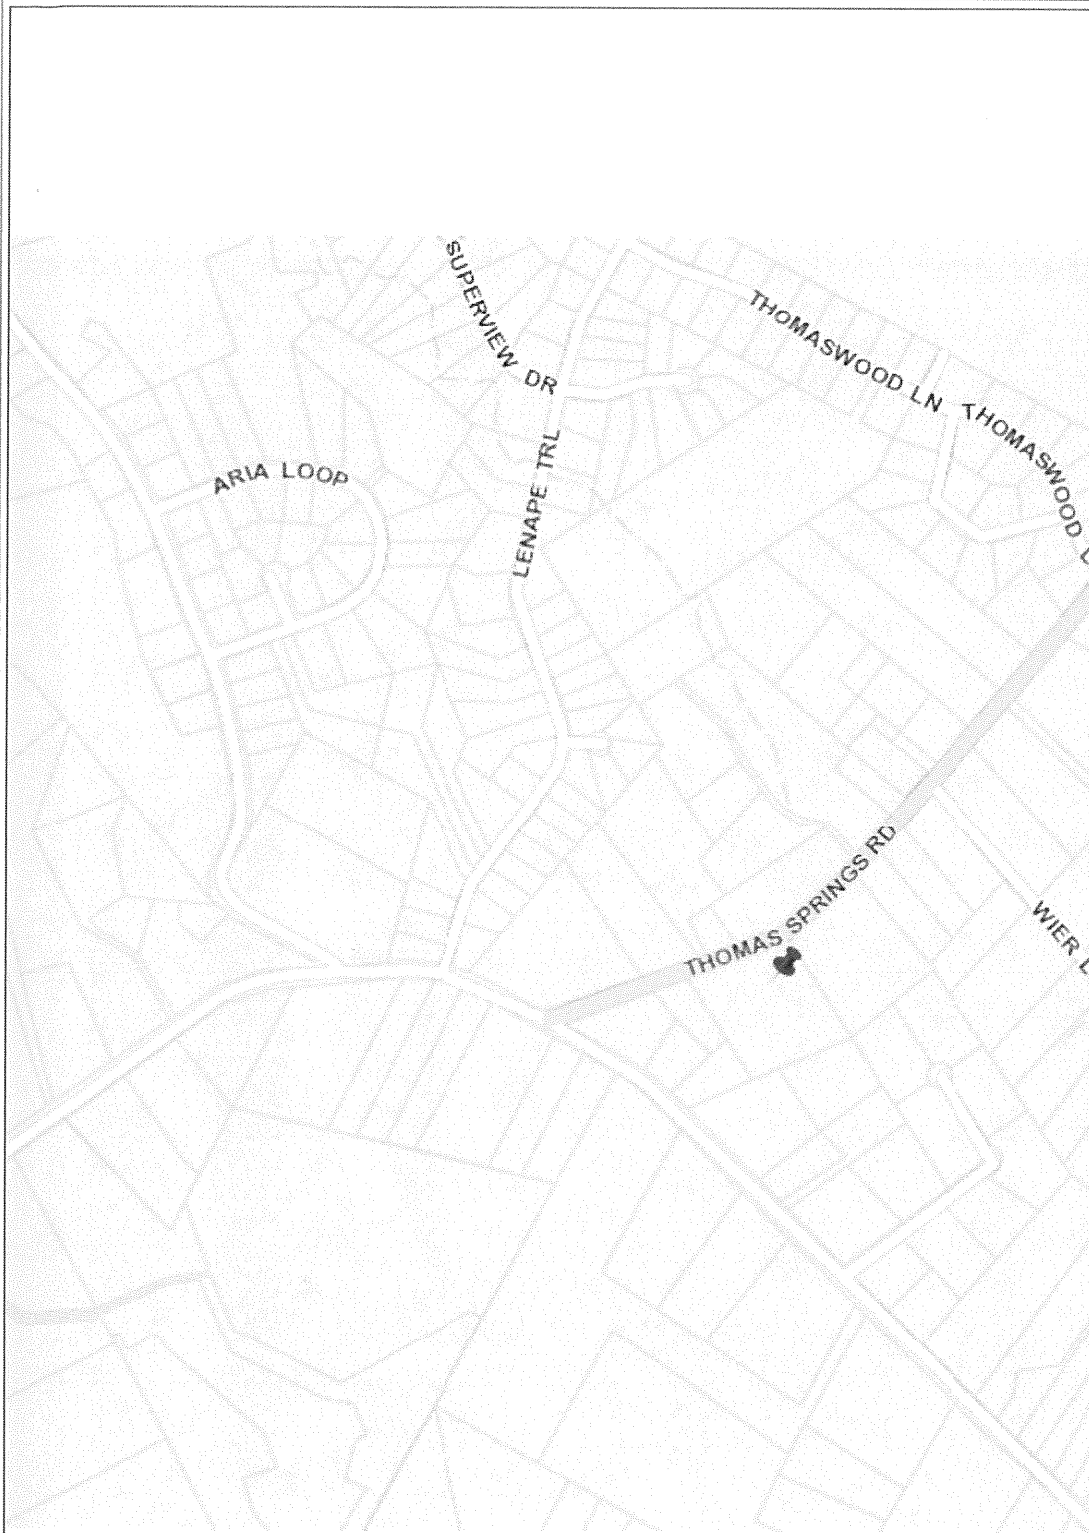 SUPERVIEW DR
THOMASWOOD LN
THOMASWOOD L
ARIA LOOP
LENAPE TRL
THOMAS SPRINGS RD
WIER L